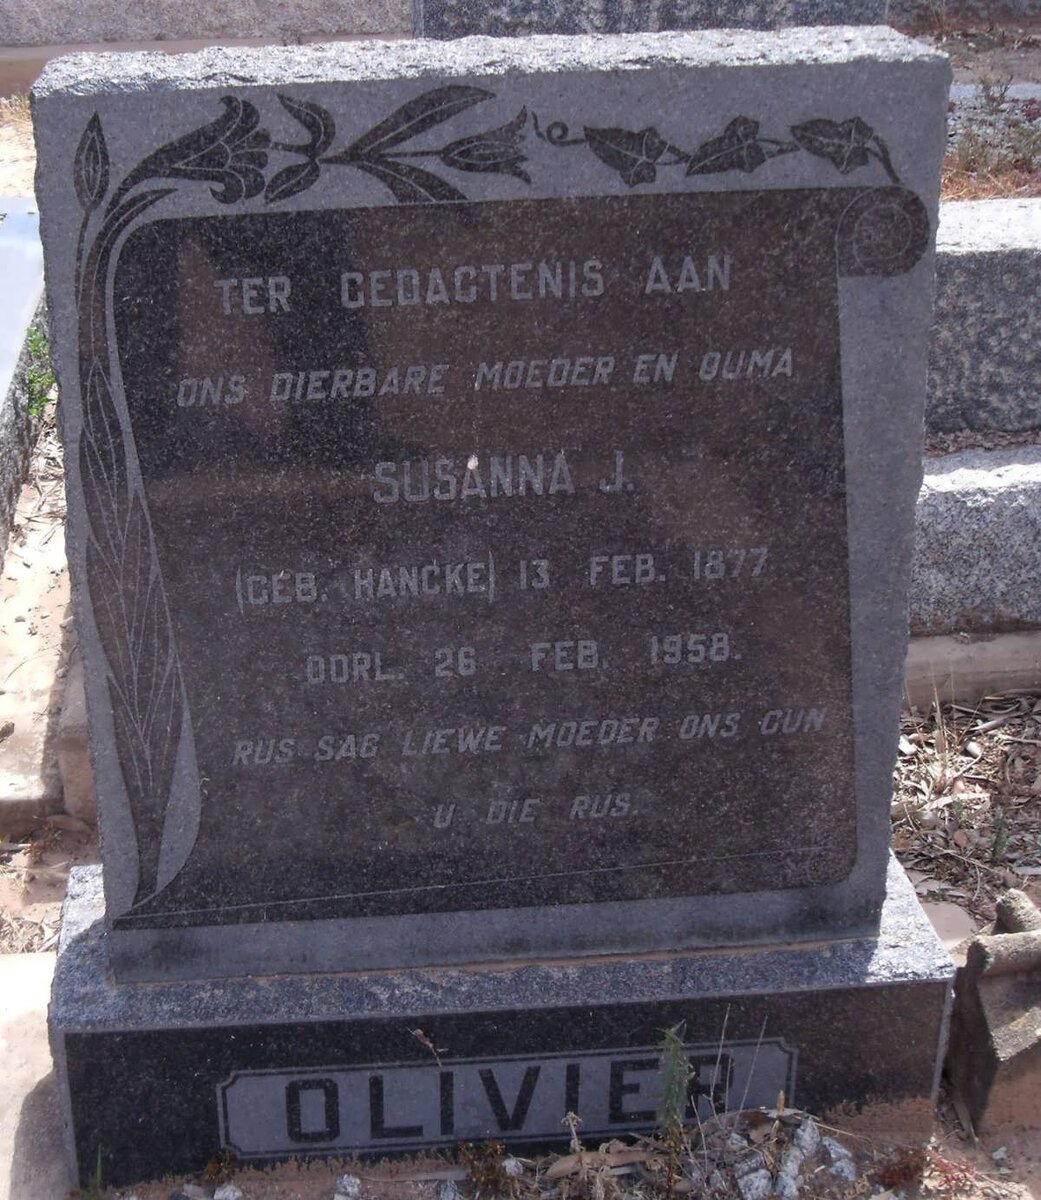 TER GEDAGTENIS AAN
ONS DIERBARE MOEDER EN OUMA
SUSANNA J.
(GEB. HANCKE) 13 FEB. 1877
OORL. 26 FEB. 1958.
RUS SAG LIEWE MOEDER ONS GUN
U DIE RUS.
OLIVIER